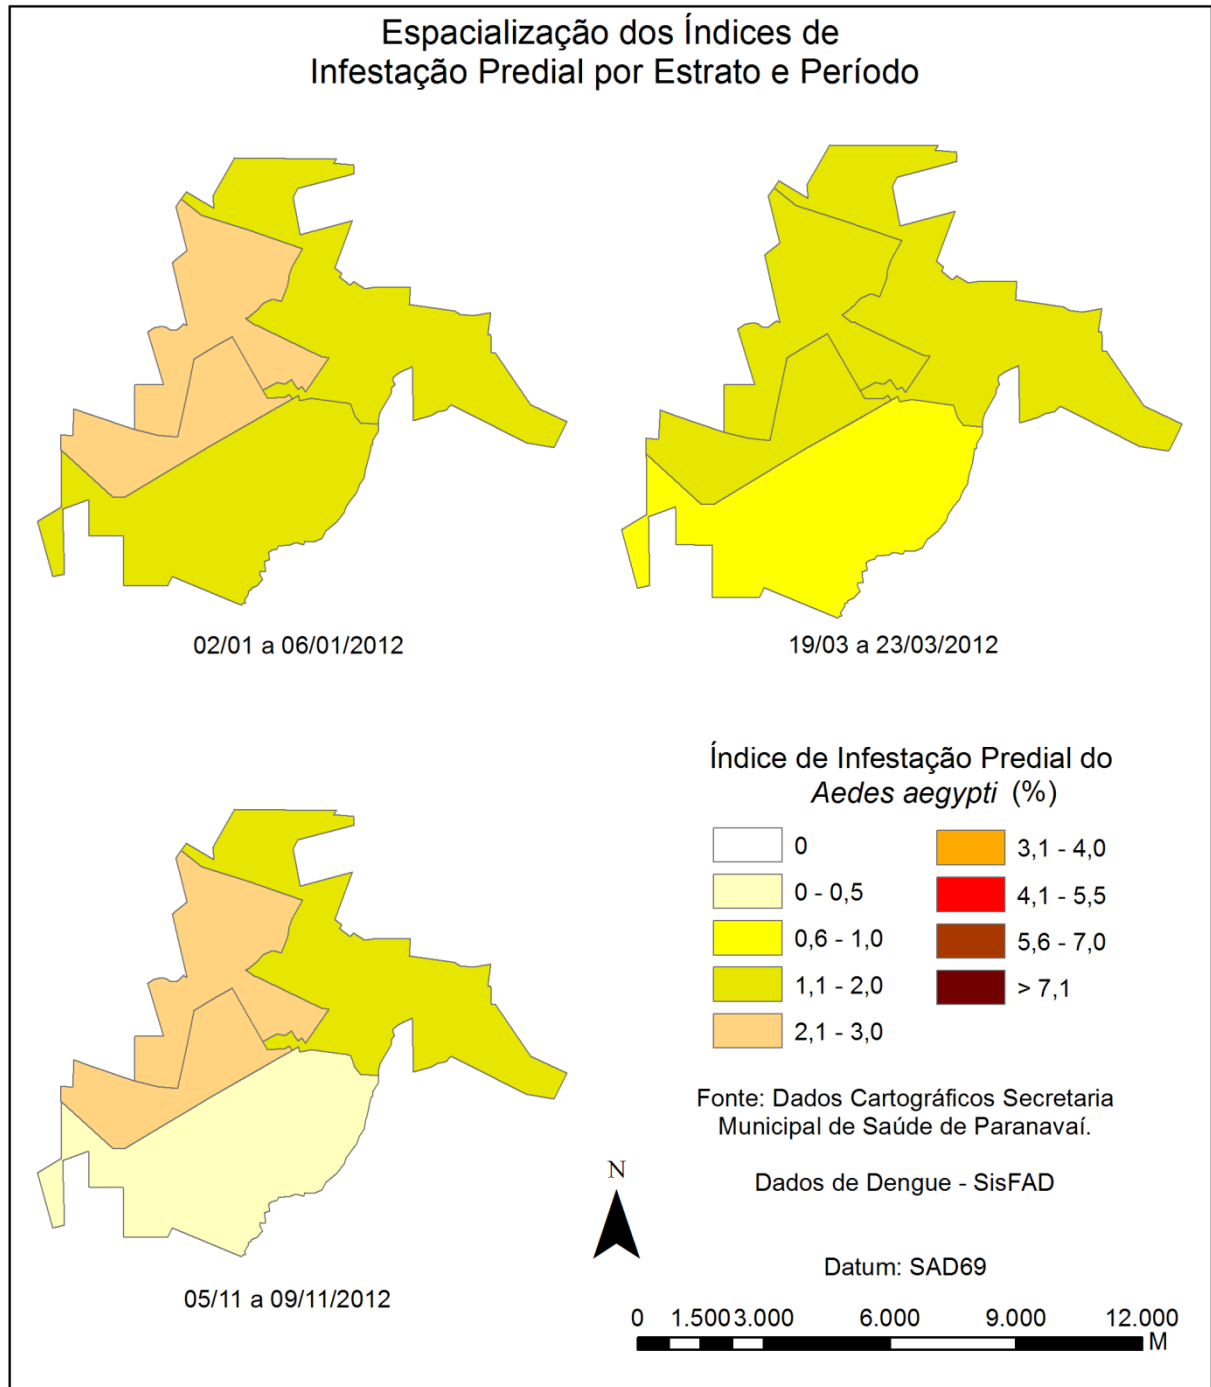 Espacialização dos Índices de
Infestação Predial por Estrato e Período
02/01 a 06/01/2012
19/03 a 23/03/2012
05/11 a 09/11/2012
Índice de Infestação Predial do
Aedes aegypti (%)
0
0 - 0,5
0,6 - 1,0
1,1 - 2,0
2,1 - 3,0
3,1 - 4,0
4,1 - 5,5
5,6 - 7,0
> 7,1
Fonte: Dados Cartográficos Secretaria
Municipal de Saúde de Paranavaí.
Dados de Dengue - SisFAD
N
Datum: SAD69
0 1.500 3.000 6.000 9.000 12.000
M